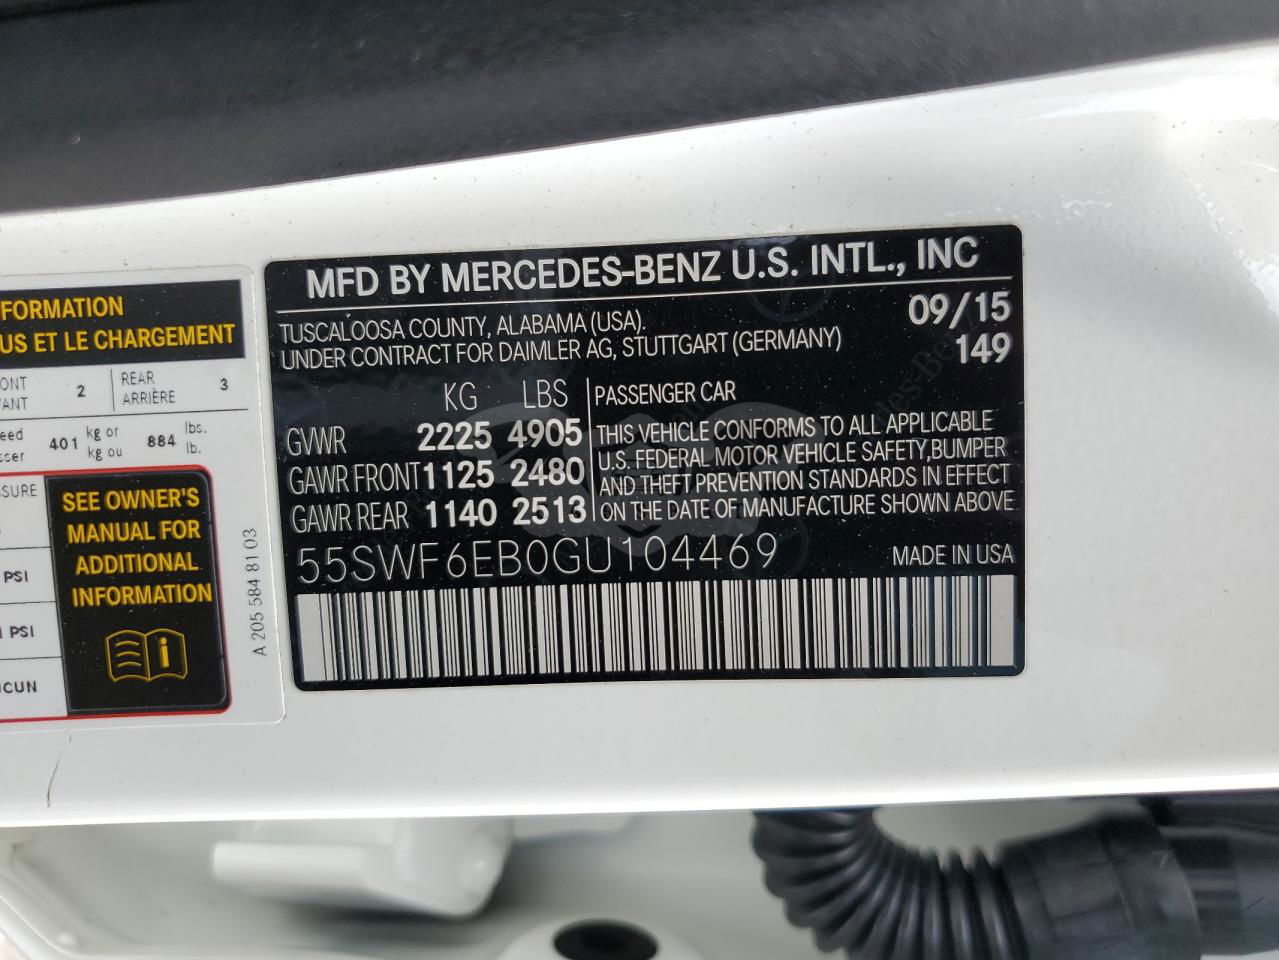 MFD BY MERCEDES-BENZ U.S. INTL., INC
TUSCALOOSA COUNTY, ALABAMA (USA).
09/15
UNDER CONTRACT FOR DAIMLER AG, STUTTGART (GERMANY)
149
KG LBS
GVWR 2225 4905
GAWR FRONT 1125 2480
GAWR REAR 1140 2513
PASSENGER CAR
THIS VEHICLE CONFORMS TO ALL APPLICABLE
U.S. FEDERAL MOTOR VEHICLE SAFETY, BUMPER
AND THEFT PREVENTION STANDARDS IN EFFECT
ON THE DATE OF MANUFACTURE SHOWN ABOVE
55SWF6EB0GU104469
MADE IN USA
FORMATION
US ET LE CHARGEMENT
ONT
ANT
2
REAR
ARRIÈRE
3
401 kg or
kg ou
884 lbs.
lb.
SEE OWNER'S
MANUAL FOR
ADDITIONAL
INFORMATION
PSI
PSI
A 205 584 81 03